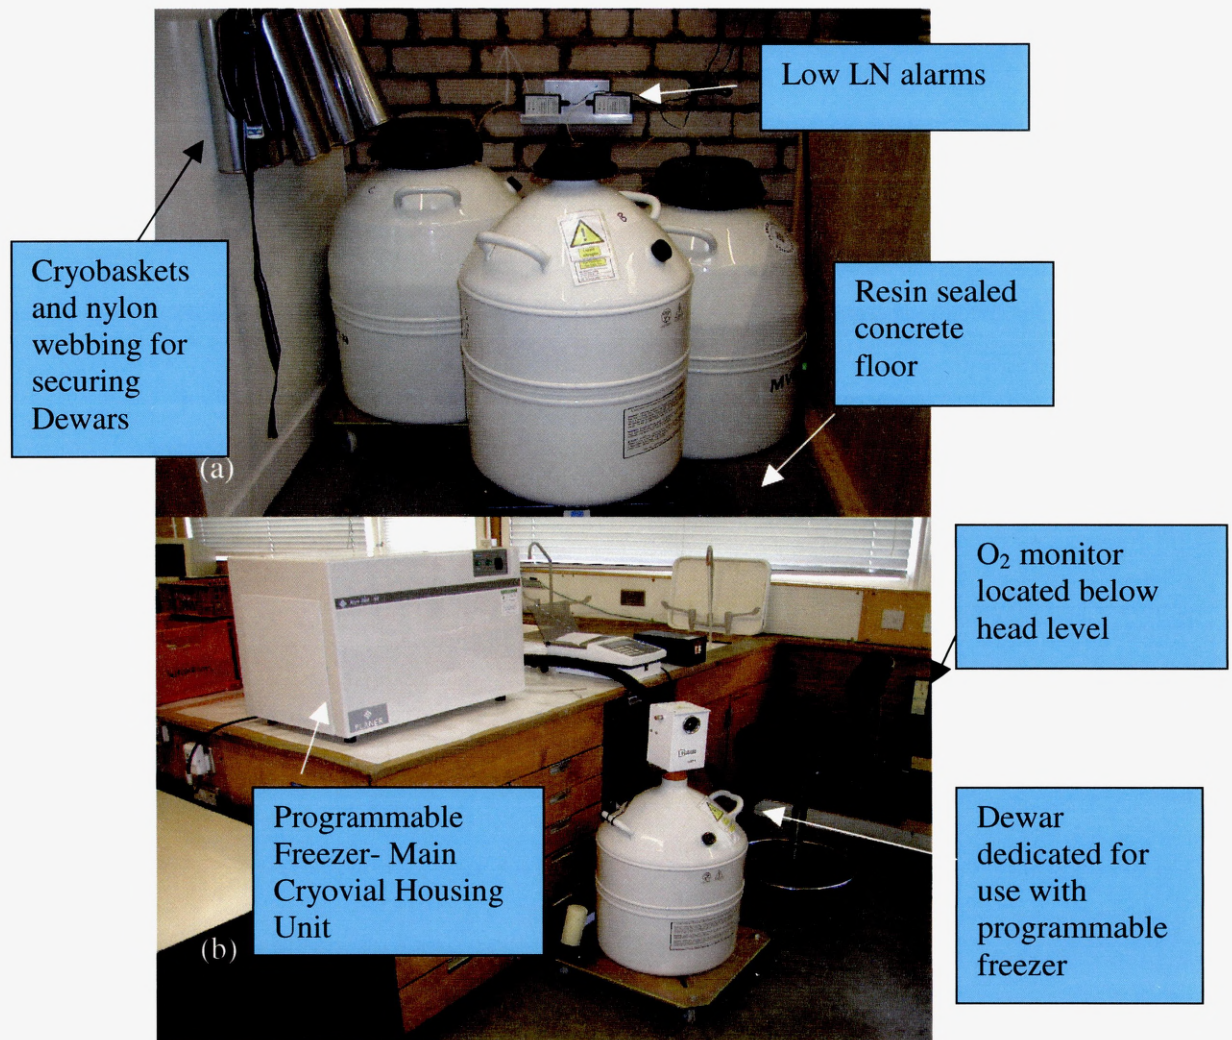 Low LN alarms
Cryobaskets
and nylon
webbing for
securing
Dewars
Resin sealed
concrete
floor
(a)
O₂ monitor
located below
head level
Programmable
Freezer- Main
Cryovial Housing
Unit
Dewar
dedicated for
use with
programmable
freezer
(b)